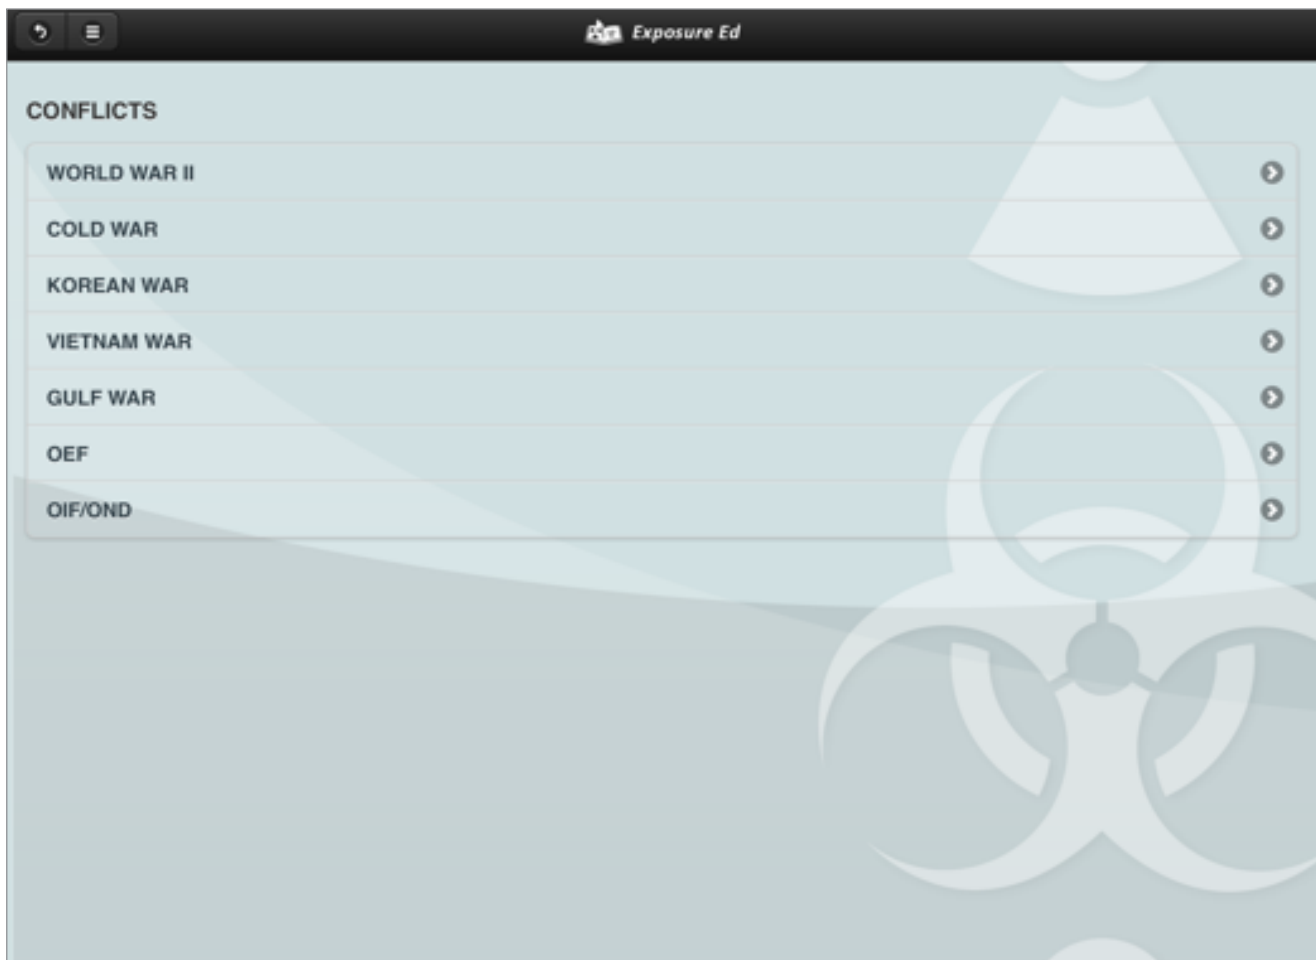 Exposure Ed
CONFLICTS
WORLD WAR II
COLD WAR
KOREAN WAR
VIETNAM WAR
GULF WAR
OEF
OIF/OND